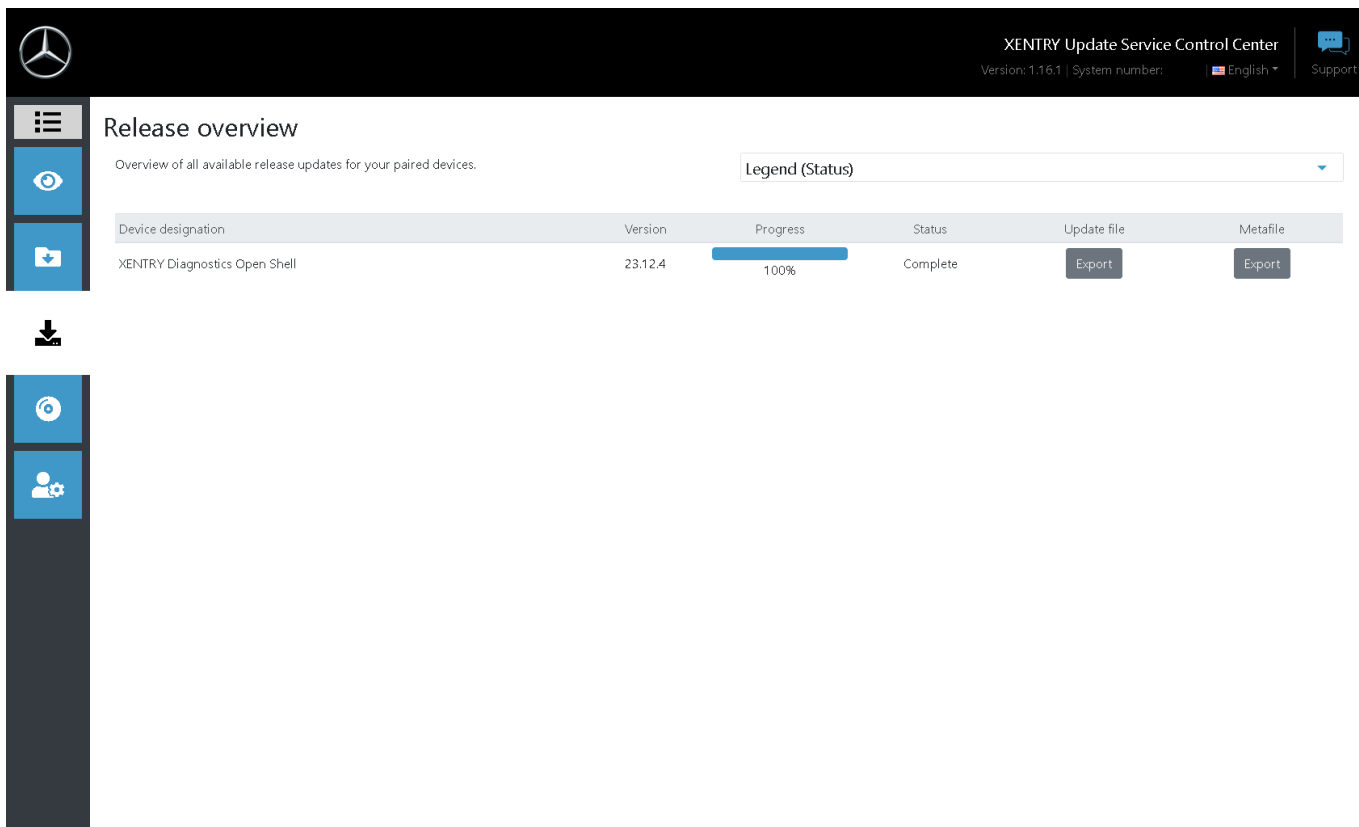 XENTRY Update Service Control Center
Version: 1.16.1 | System number: | English
Support
Release overview
Overview of all available release updates for your paired devices.
Legend (Status)
Device designation Version Progress Status Update file Metafile
XENTRY Diagnostics Open Shell 23.12.4 100% Complete Export Export